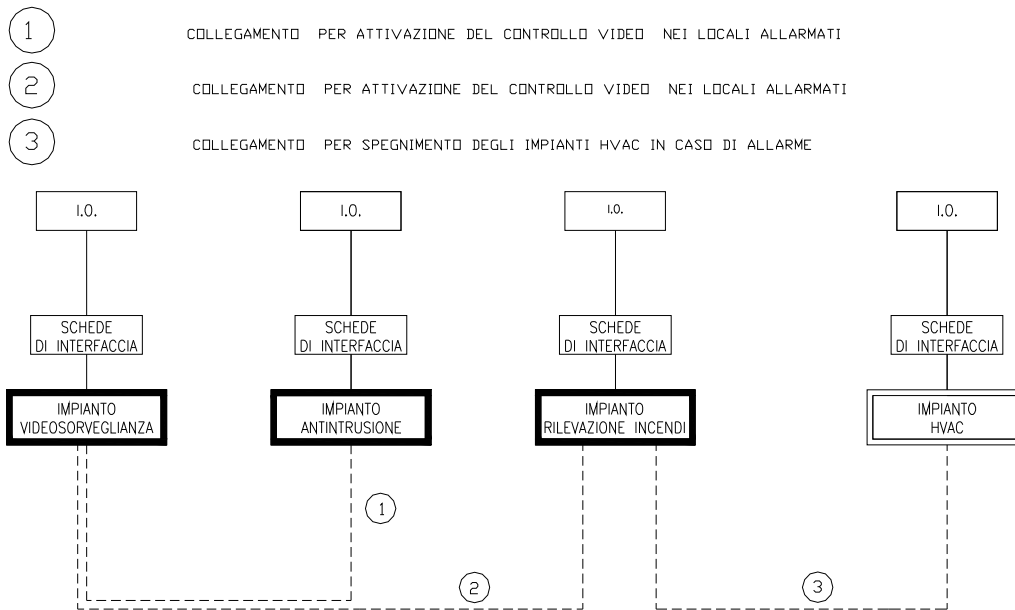 1 COLLEGAMENTO PER ATTIVAZIONE DEL CONTROLLO VIDEO NEI LOCALI ALLARMATI
2 COLLEGAMENTO PER ATTIVAZIONE DEL CONTROLLO VIDEO NEI LOCALI ALLARMATI
3 COLLEGAMENTO PER SPEGNIMENTO DEGLI IMPIANTI HVAC IN CASO DI ALLARME
I.O.
I.O.
I.O.
I.O.
SCHEDE
DI INTERFACCIA
SCHEDE
DI INTERFACCIA
SCHEDE
DI INTERFACCIA
SCHEDE
DI INTERFACCIA
IMPIANTO
VIDEOSORVEGLIANZA
IMPIANTO
ANTINTRUSIONE
IMPIANTO
RILEVAZIONE INCENDI
IMPIANTO
HVAC
1
2
3